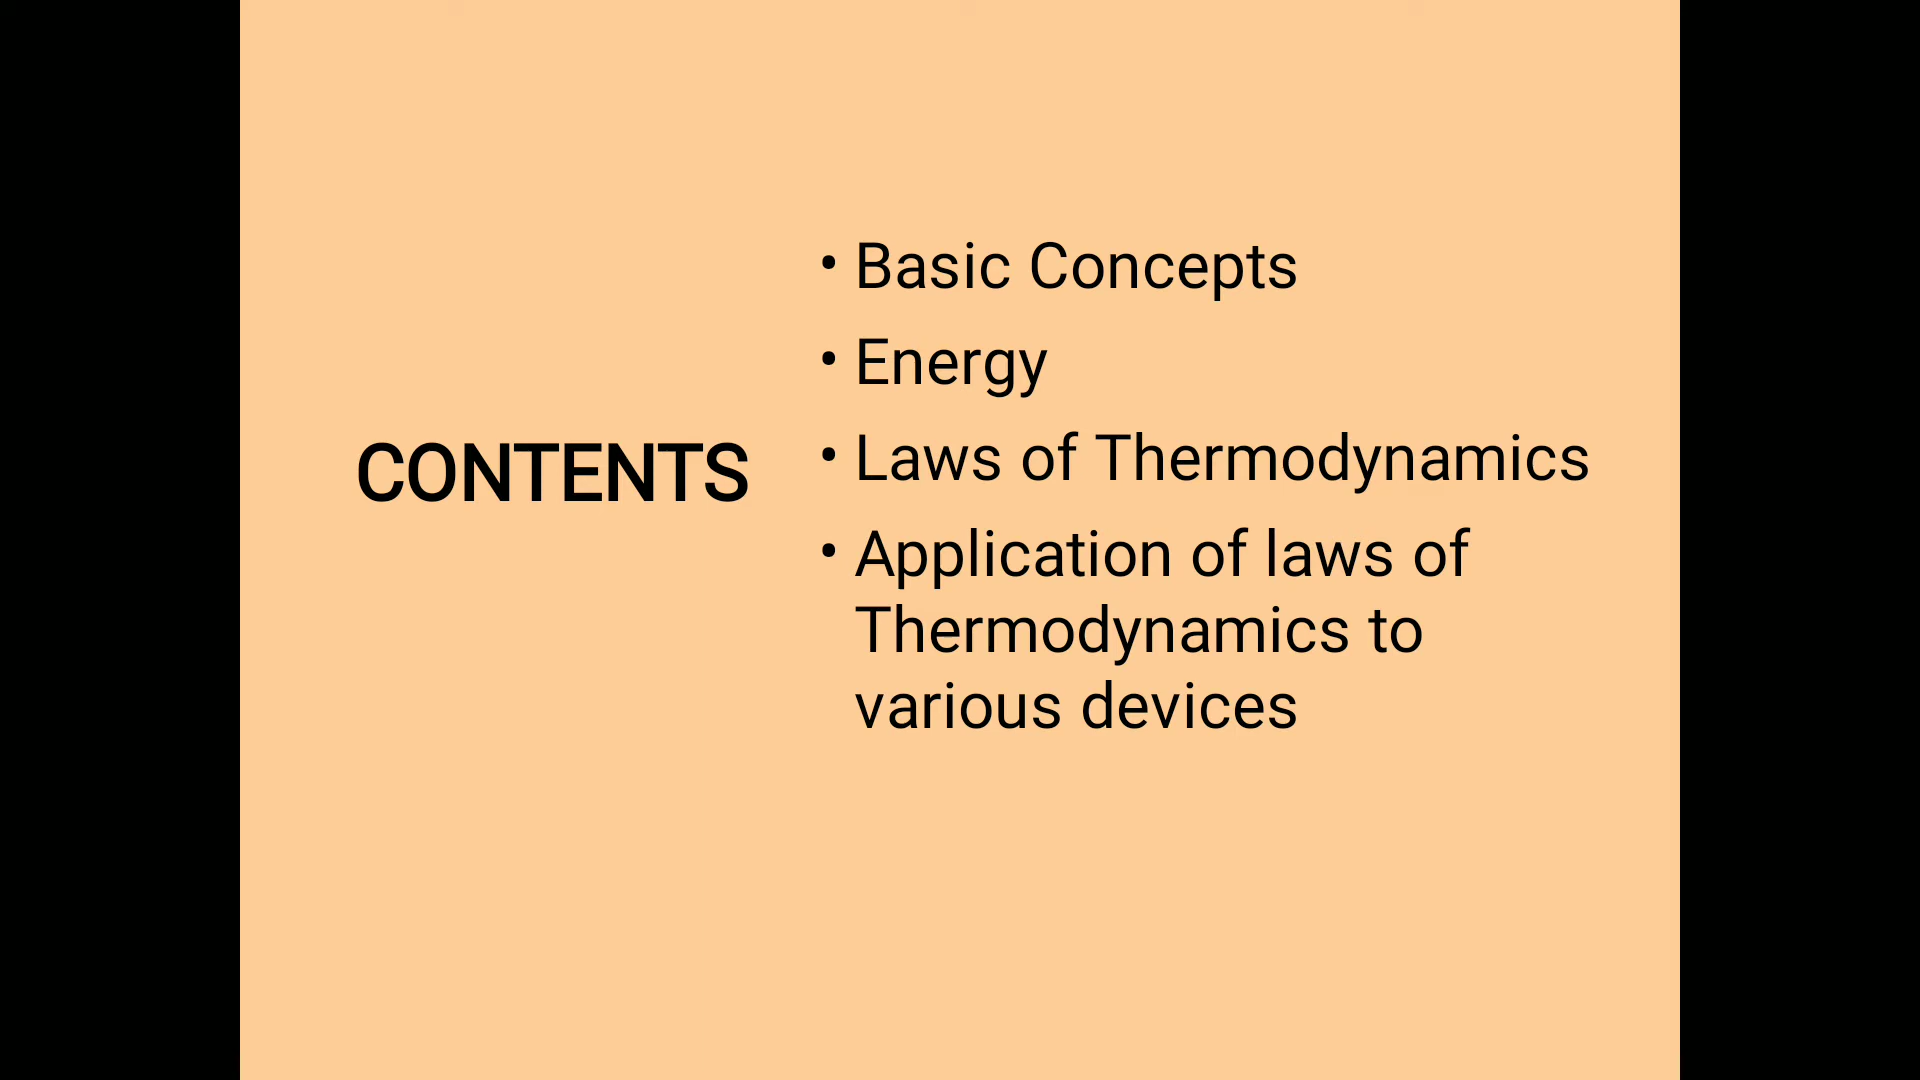 CONTENTS
• Basic Concepts
• Energy
• Laws of Thermodynamics
• Application of laws of
Thermodynamics to
various devices